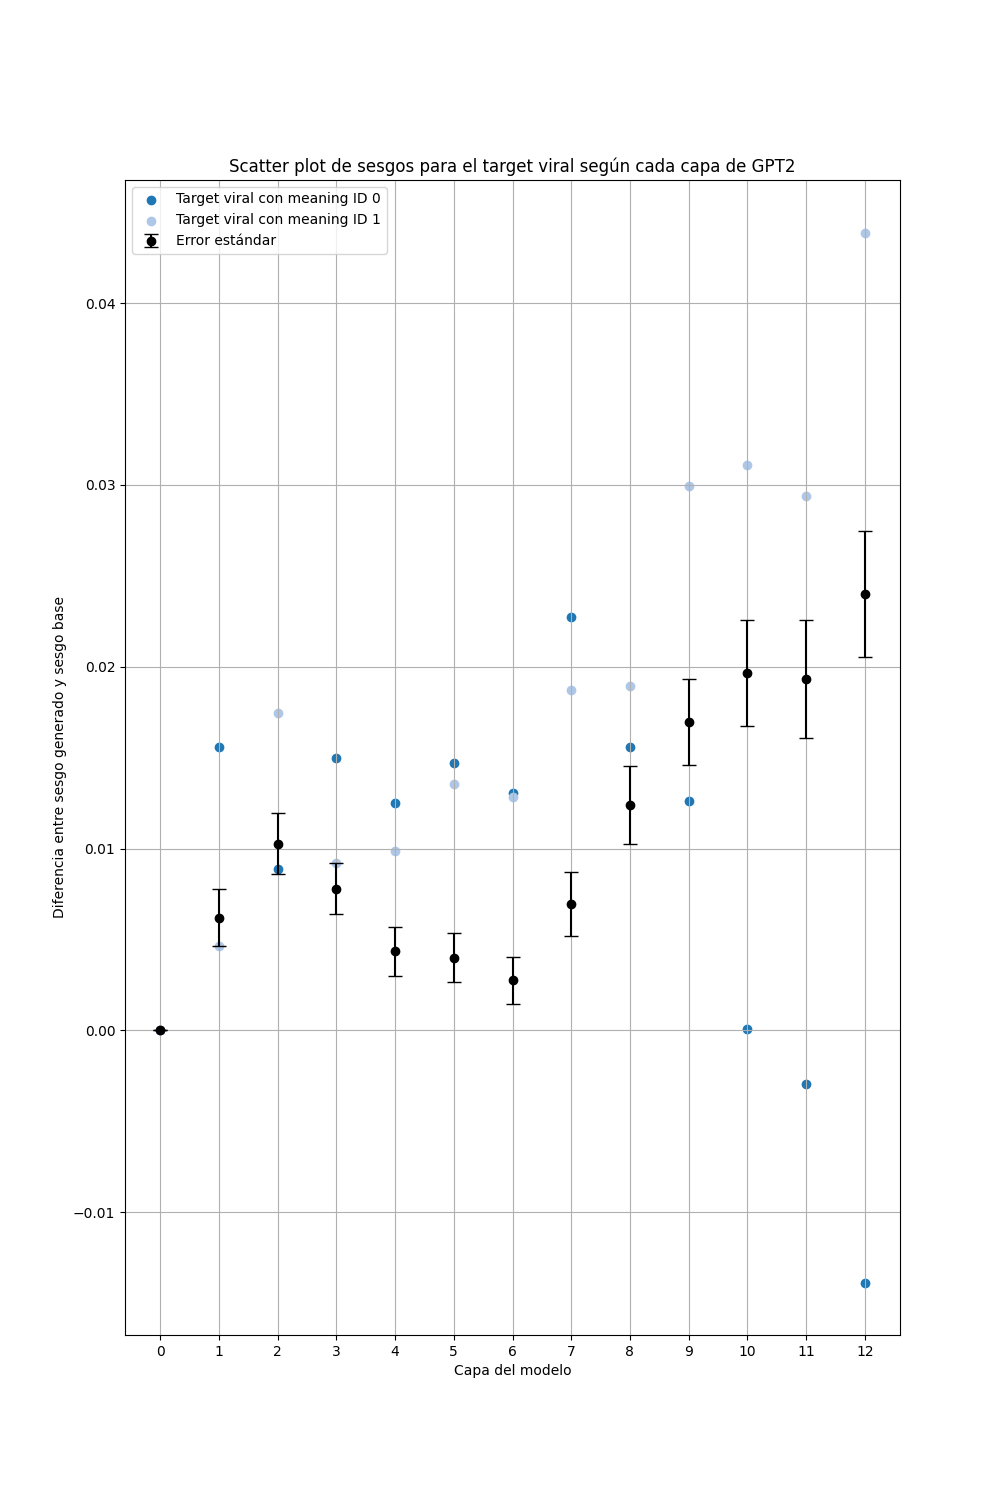 Scatter plot de sesgos para el target viral según cada capa de GPT2
Target viral con meaning ID 0
Target viral con meaning ID 1
Error estándar
0.04
0.03
0.02
0.01
0.00
−0.01
Diferencia entre sesgo generado y sesgo base
0 1 2 3 4 5 6 7 8 9 10 11 12
Capa del modelo